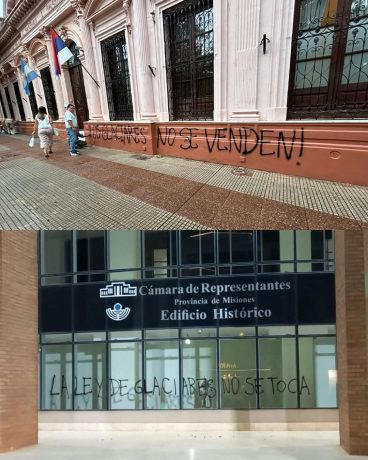 LOS GLACIARES NO SE VENDEN!
Cámara de Representantes
Provincia de Misiones
Edificio Histórico
LA LEY DE GLACIARES NO SE TOCA